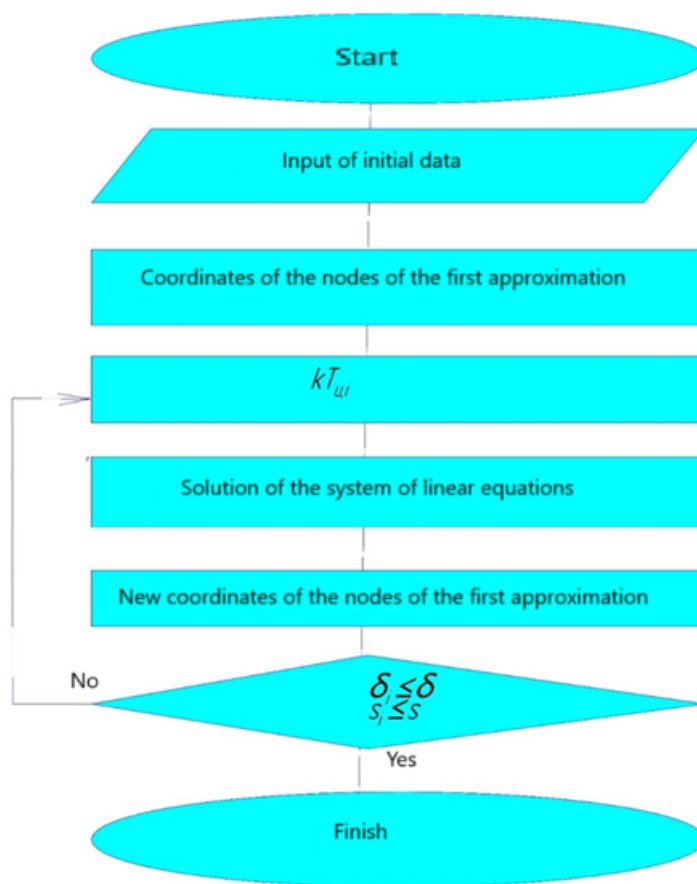 Start
Input of initial data
Coordinates of the nodes of the first approximation
Solution of the system of linear equations
New coordinates of the nodes of the first approximation
No
δᵢ ≤ δ
sᵢ ≤ s
Yes
Finish